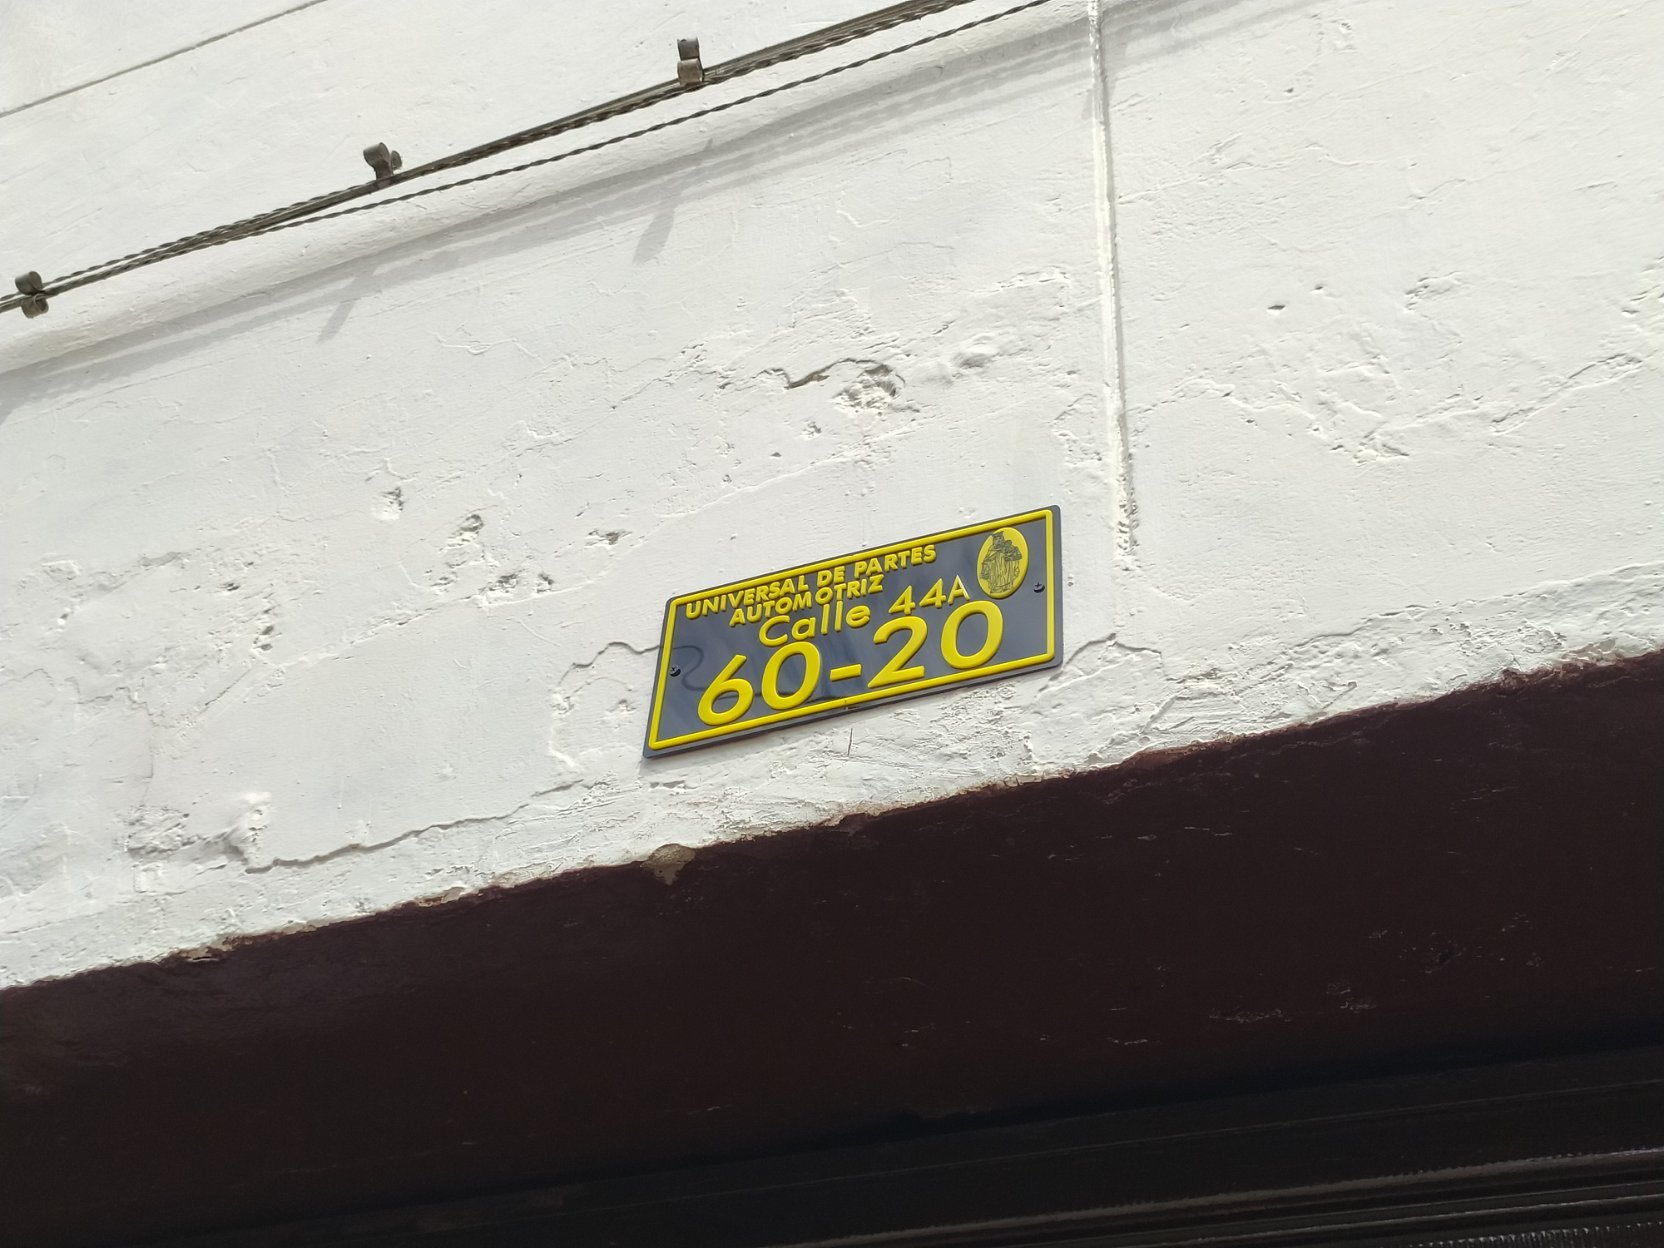 UNIVERSAL DE PARTES
AUTOMOTRIZ
Calle 44A
60-20